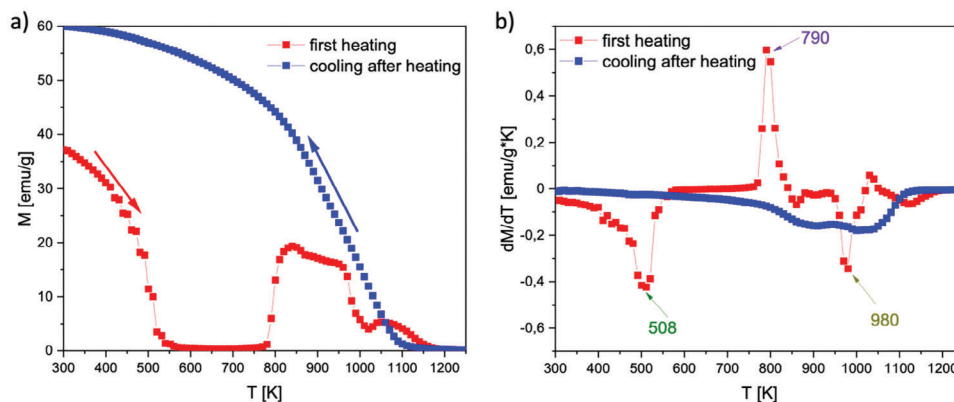 a)
60
50
40
30
20
10
0
M [emu/g]
first heating
cooling after heating
300 400 500 600 700 800 900 1000 1100 1200
T [K]
b)
0,6
0,4
0,2
0
-0,2
-0,4
-0,6
dM/dT [emu/g*K]
first heating
cooling after heating
790
508
980
300 400 500 600 700 800 900 1000 1100 1200
T [K]